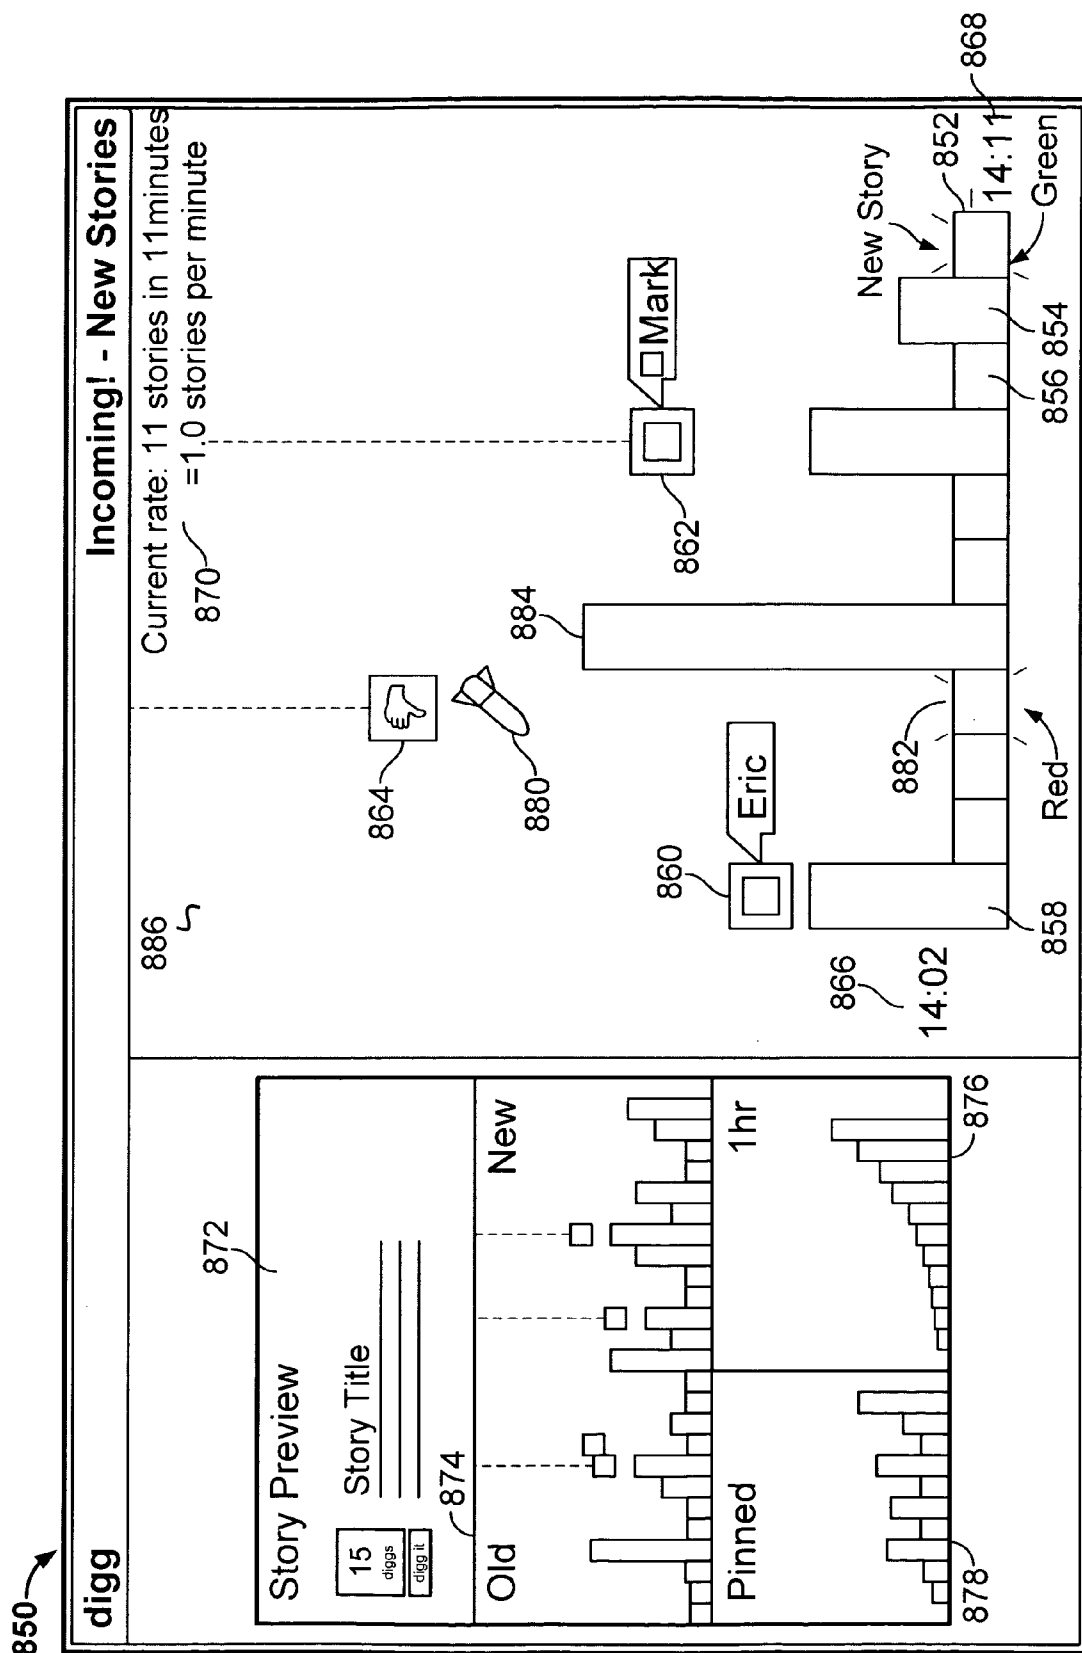 850
digg
Incoming! - New Stories
Story Preview
872
15
diggs
digg it
Story Title
874
Old
New
Pinned
1hr
878
876
886
Current rate: 11 stories in 11minutes
870
=1.0 stories per minute
864
880
884
862
Mark
860
Eric
866
14:02
882
New Story
852
14:11
868
858
Red
856
854
Green